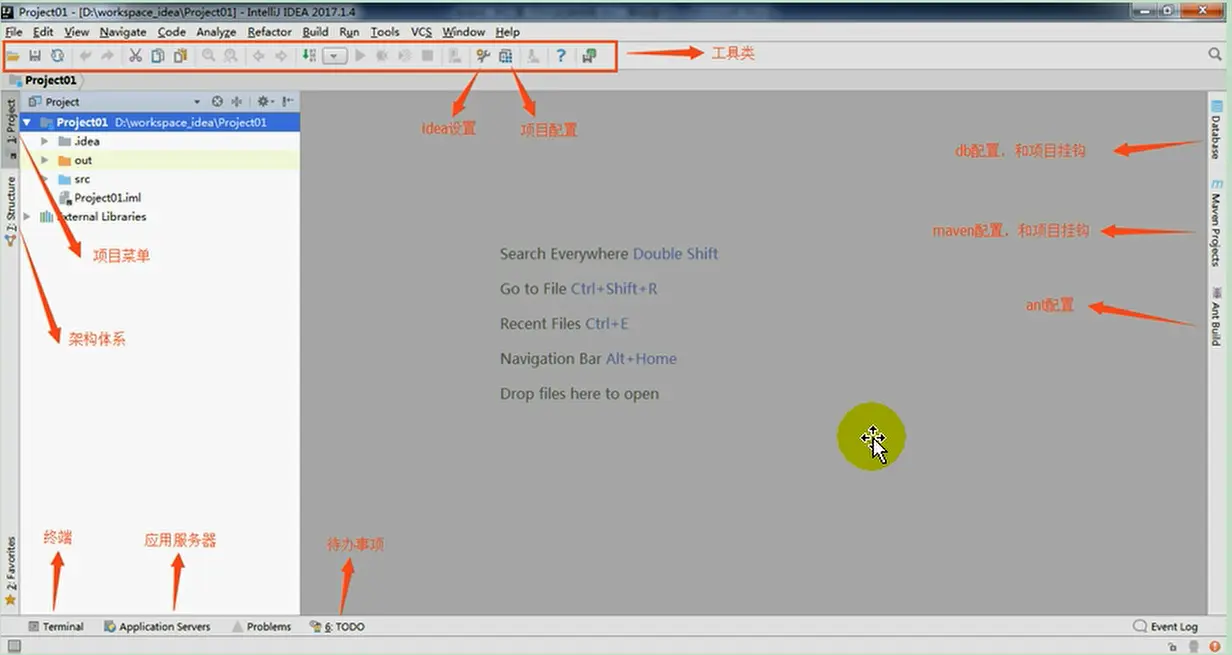 Project01 - [D:\workspace_idea\Project01] - IntelliJ IDEA 2017.1.4
File Edit View Navigate Code Analyze Refactor Build Run Tools VCS Window Help
工具类
Project01
idea设置
项目配置
1: Project
Project
Project01 D:\workspace_idea\Project01
.idea
out
src
Project01.iml
External Libraries
7: Structure
项目菜单
架构体系
Search Everywhere Double Shift
Go to File Ctrl+Shift+R
Recent Files Ctrl+E
Navigation Bar Alt+Home
Drop files here to open
db配置，和项目挂钩
Database
maven配置，和项目挂钩
Maven Projects
ant配置
Ant Build
2: Favorites
终端
应用服务器
待办事项
Terminal Application Servers Problems 6: TODO Event Log